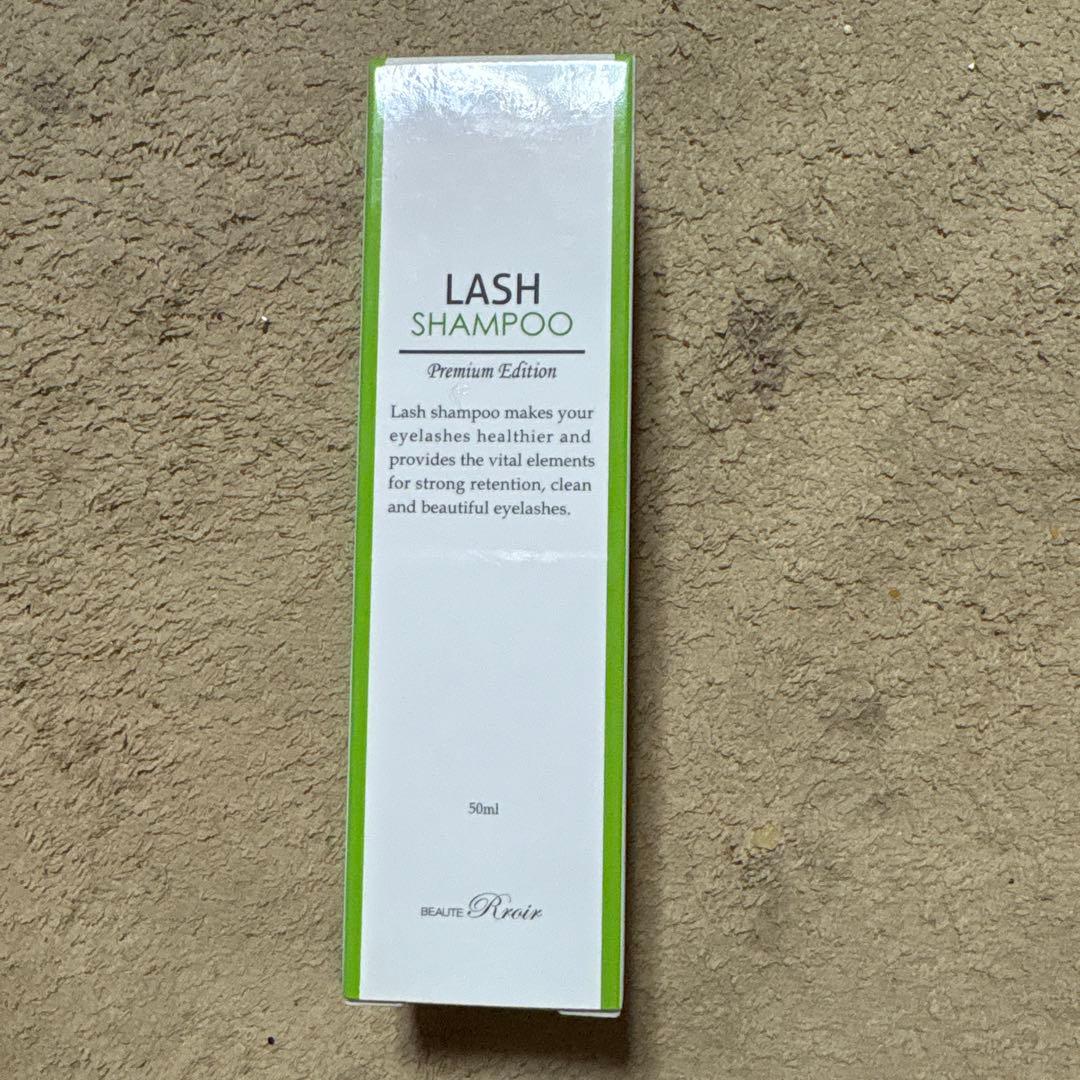 LASH
SHAMPOO
Premium Edition
Lash shampoo makes your
eyelashes healthier and
provides the vital elements
for strong retention, clean
and beautiful eyelashes.
50ml
BEAUTE Rroir